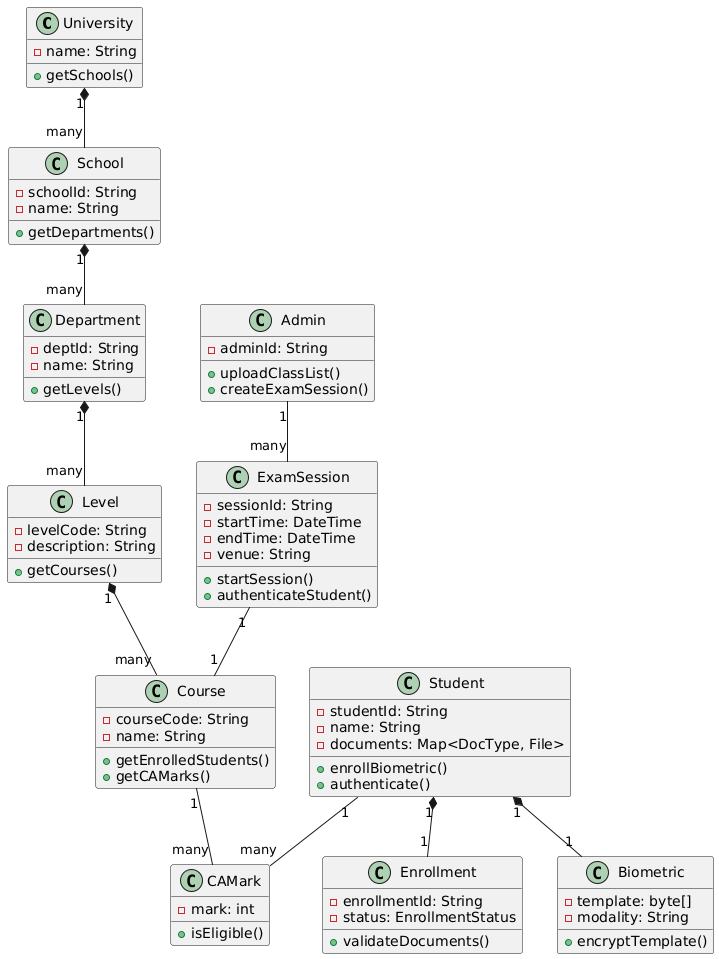 C University
name: String
getSchools()
1
many
C School
schoolId: String
name: String
getDepartments()
1
many
C Department
deptId: String
name: String
getLevels()
1
many
C Admin
adminId: String
uploadClassList()
createExamSession()
1
many
C Level
levelCode: String
description: String
getCourses()
1
many
C ExamSession
sessionId: String
startTime: DateTime
endTime: DateTime
venue: String
startSession()
authenticateStudent()
1
1
C Course
courseCode: String
name: String
getEnrolledStudents()
getCAMarks()
1
many
C Student
studentId: String
name: String
documents: Map<DocType, File>
enrollBiometric()
authenticate()
1
many
1
1
1
1
C CAMark
mark: int
isEligible()
C Enrollment
enrollmentId: String
status: EnrollmentStatus
validateDocuments()
C Biometric
template: byte[]
modality: String
encryptTemplate()